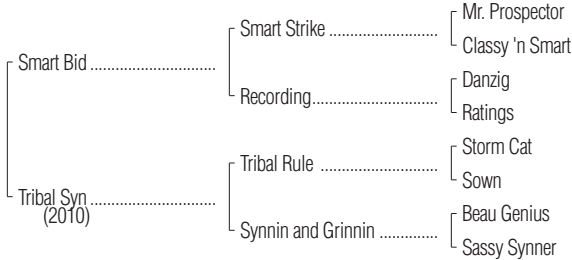 Mr. Prospector
Smart Strike ........................
Classy 'n Smart
Smart Bid ............................
Danzig
Recording............................
Ratings
Storm Cat
Tribal Rule ..........................
Sown
Tribal Syn ............................
(2010)
Beau Genius
Synnin and Grinnin .............
Sassy Synner